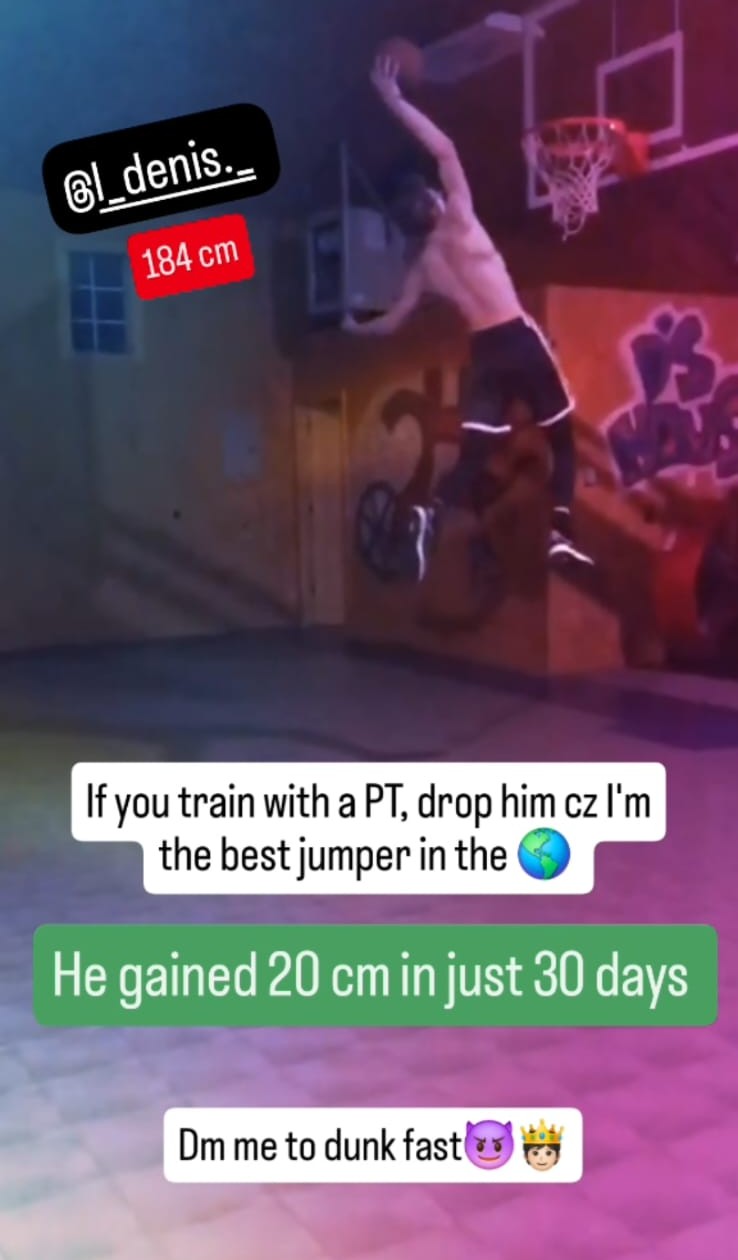 @l_denis._
184 cm
If you train with a PT, drop him cz I'm
the best jumper in the 🌎
He gained 20 cm in just 30 days
Dm me to dunk fast😈🤴🏻